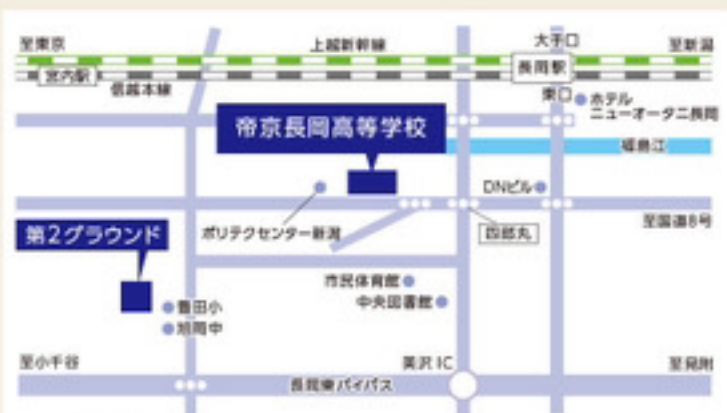 至東京
上越新幹線
大手口
至新潟
宮内駅
長岡駅
信越本線
東口
ホテル
ニューオータニ長岡
帝京長岡高等学校
福島江
DNビル
ポリテクセンター新潟
四郎丸
至国道8号
第2グラウンド
市民体育館
中央図書館
豊田小
旭岡中
至小千谷
美沢IC
至見附
長岡東バイパス